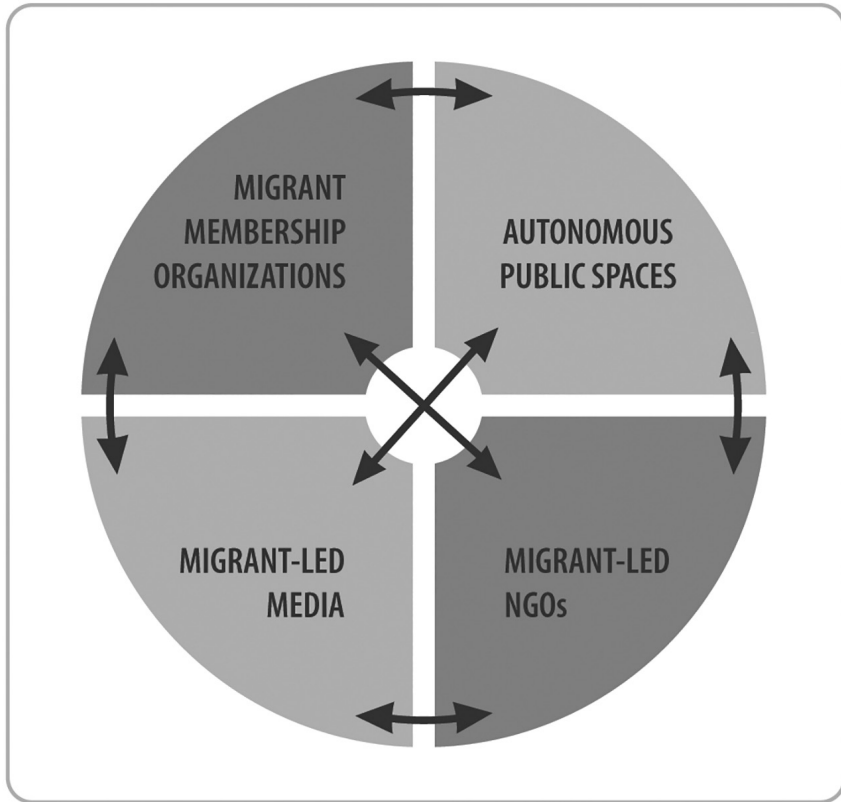 MIGRANT
MEMBERSHIP
ORGANIZATIONS
AUTONOMOUS
PUBLIC SPACES
MIGRANT-LED
MEDIA
MIGRANT-LED
NGOs